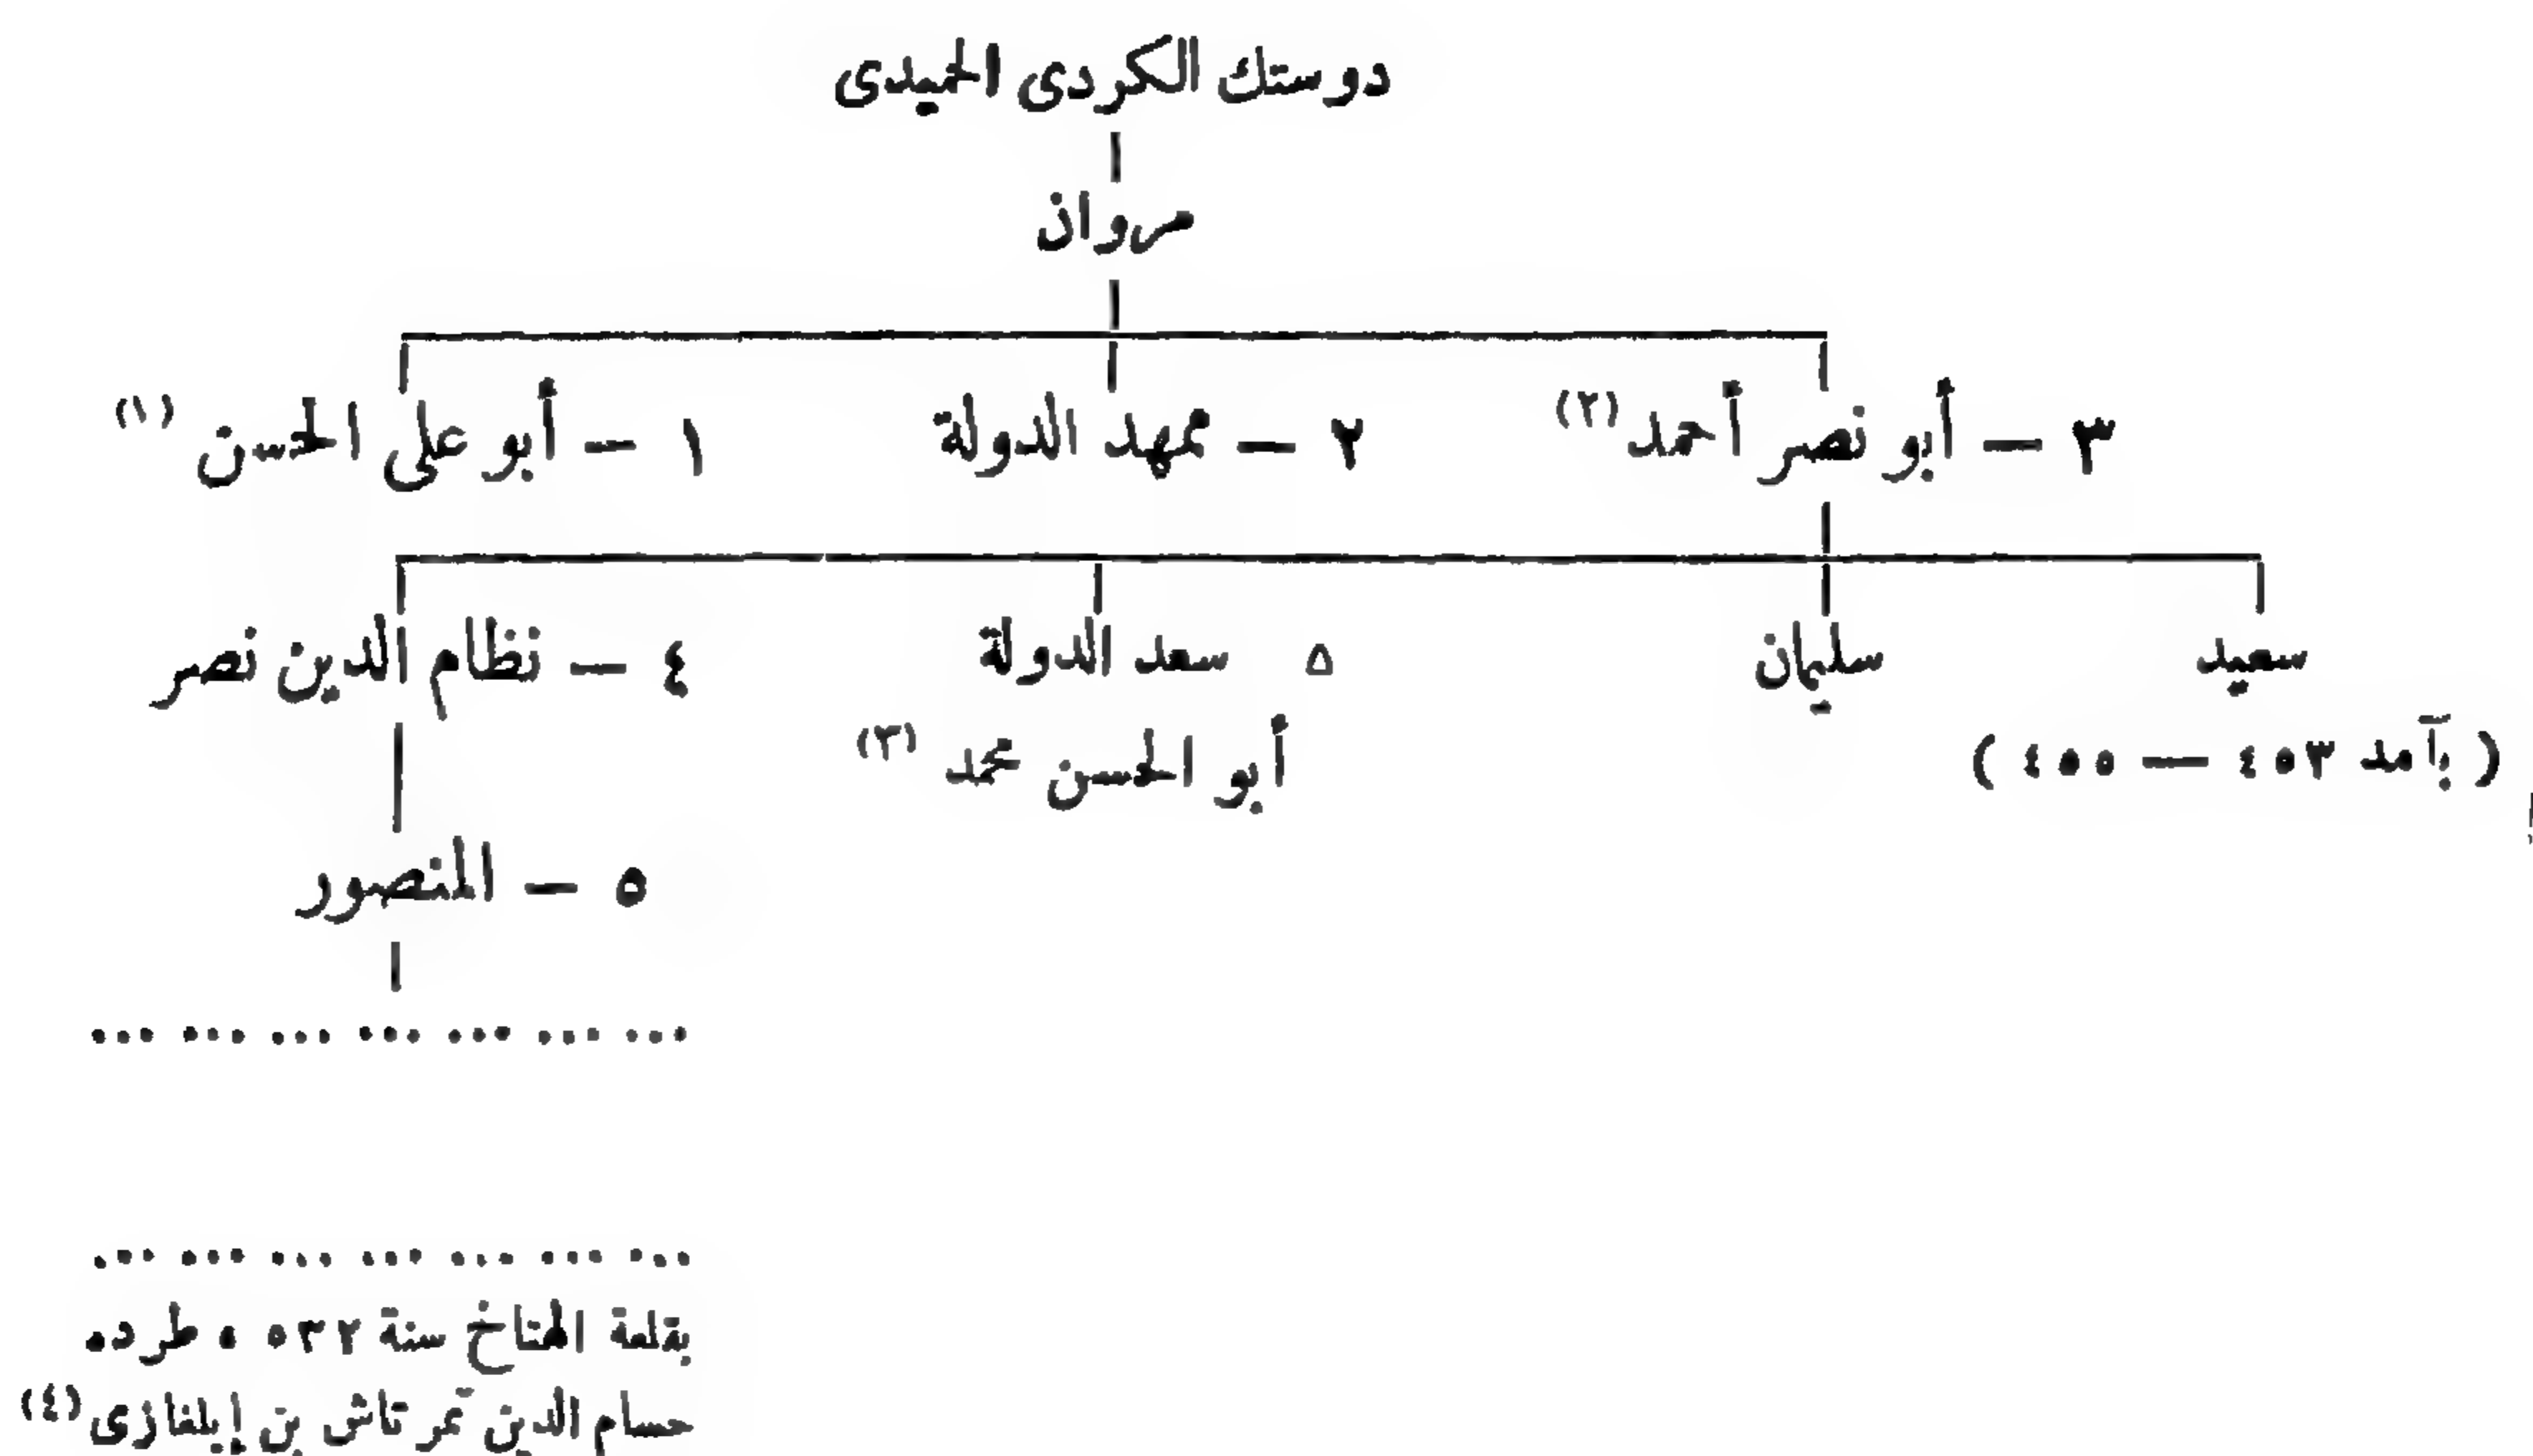 دوستك الكردى الحميدى
مروان
٣ — أبو نصر أحمد (٢)
٢ — ممهد الدولة
١ — أبو على الحسن (١)
سعيد
(بآمد ٤٥٣ — ٤٥٥)
سليمان
٥ سعد الدولة
أبو الحسن محمد (٣)
٤ — نظام الدين نصر
٥ — المنصور
... ... ... ... ... ... ...
... ... ... ... ... ... ...
بقلعة الهتاخ سنة ٥٣٢ ، طرده
حسام الدين تمرتاش بن إيلغازى (٤)